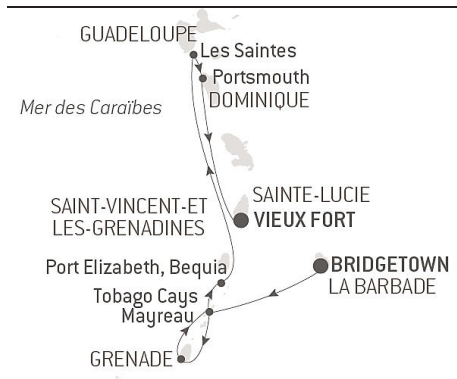 GUADELOUPE
Les Saintes
Portsmouth
DOMINIQUE
Mer des Caraïbes
SAINTE-LUCIE
VIEUX FORT
SAINT-VINCENT-ET
LES-GRENADINES
Port Elizabeth, Bequia
BRIDGETOWN
LA BARBADE
Tobago Cays
Mayreau
GRENADE